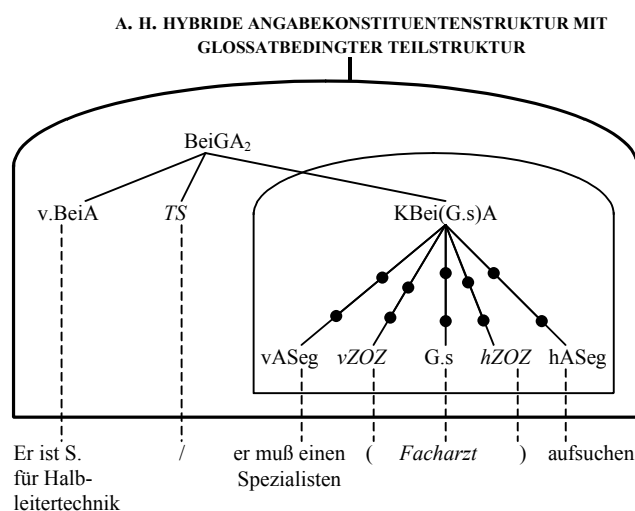 A. H. HYBRIDE ANGABEKONSTITUENTENSTRUKTUR MIT
GLOSSATBEDINGTER TEILSTRUKTUR
BeiGA₂
v.BeiA TS KBei(G.s)A
vASeg vZOZ G.s hZOZ hASeg
Er ist S. / er muß einen ( Facharzt ) aufsuchen
für Halb- Spezialisten
leitertechnik